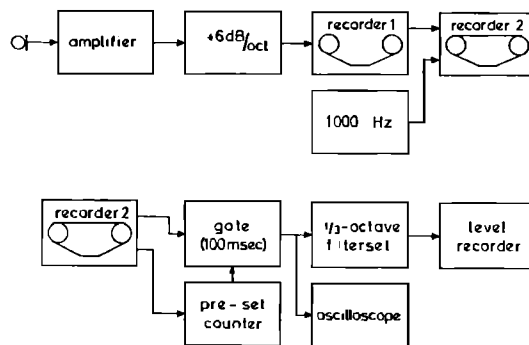 amplifier
+6dB/oct
recorder 1
recorder 2
1000 Hz
recorder 2
gate
(100msec)
1/3-octave
filterset
level
recorder
pre-set
counter
oscilloscope